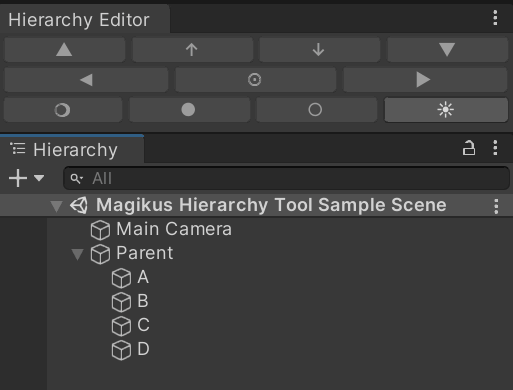 Hierarchy Editor
Hierarchy
All
Magikus Hierarchy Tool Sample Scene
Main Camera
Parent
A
B
C
D